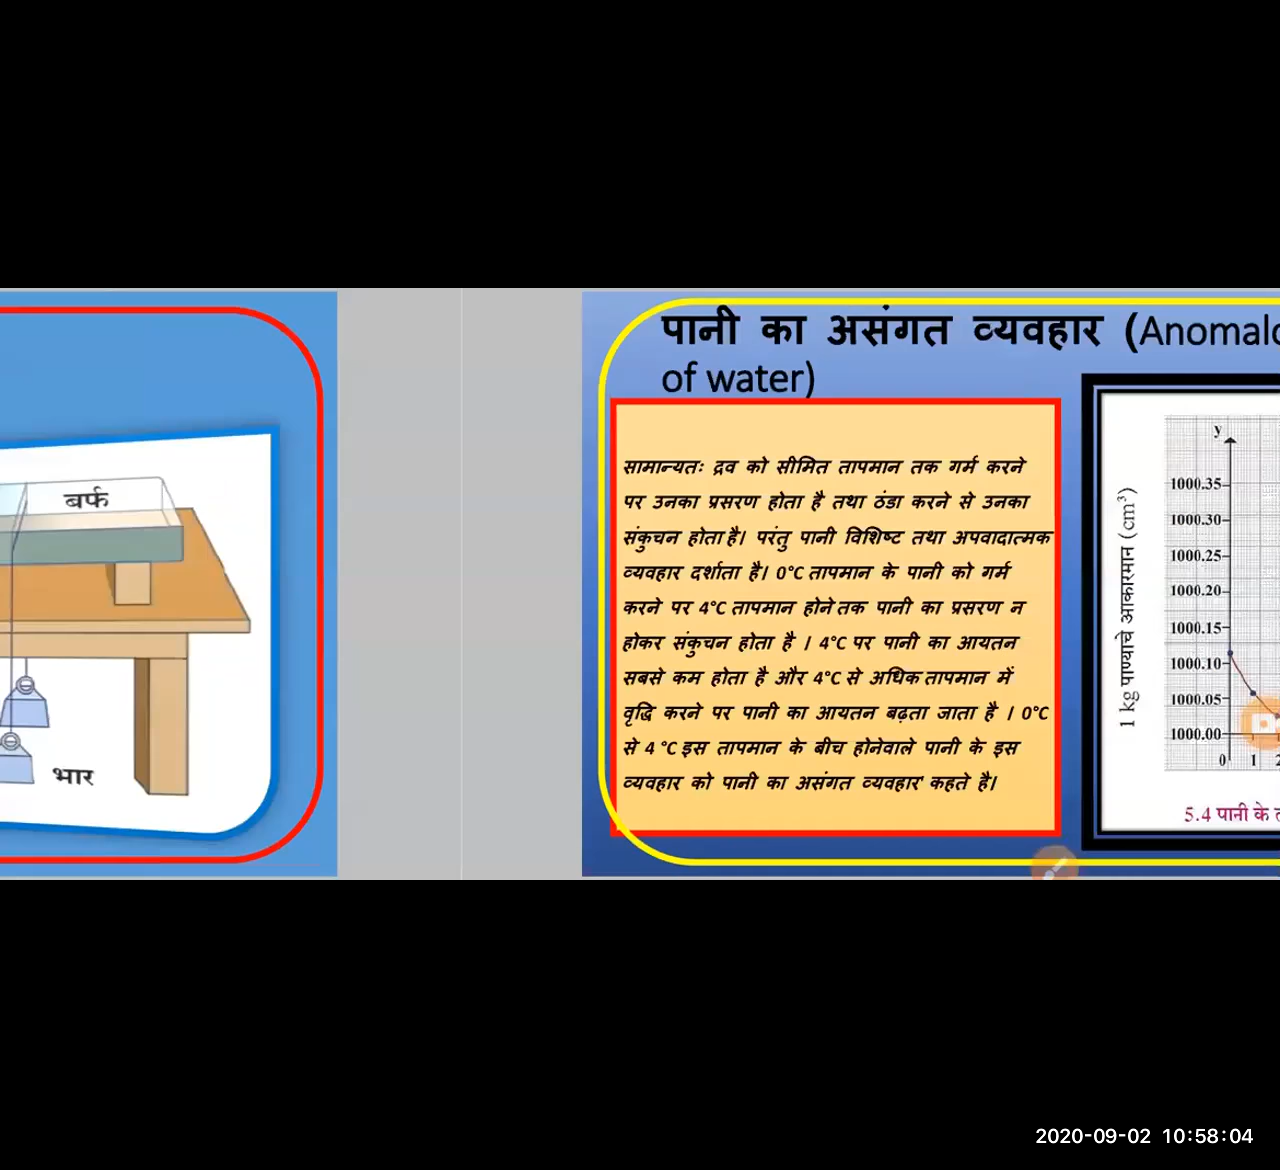 बर्फ
भार
पानी का असंगत व्यवहार (Anomalo
of water)
सामान्यतः द्रव को सीमित तापमान तक गर्म करने
पर उनका प्रसरण होता है तथा ठंडा करने से उनका
संकुचन होता है। परंतु पानी विशिष्ट तथा अपवादात्मक
व्यवहार दर्शाता है। 0°C तापमान के पानी को गर्म
करने पर 4°C तापमान होने तक पानी का प्रसरण न
होकर संकुचन होता है । 4°C पर पानी का आयतन
सबसे कम होता है और 4°C से अधिक तापमान में
वृद्धि करने पर पानी का आयतन बढ़ता जाता है । 0°C
से 4 °C इस तापमान के बीच होनेवाले पानी के इस
व्यवहार को पानी का असंगत व्यवहार' कहते है।
1 kg पाण्याचे आकारमान (cm³)
y
1000.35
1000.30
1000.25
1000.20
1000.15
1000.10
1000.05
1000.00
0 1 2
5.4 पानी के
2020-09-02 10:58:04